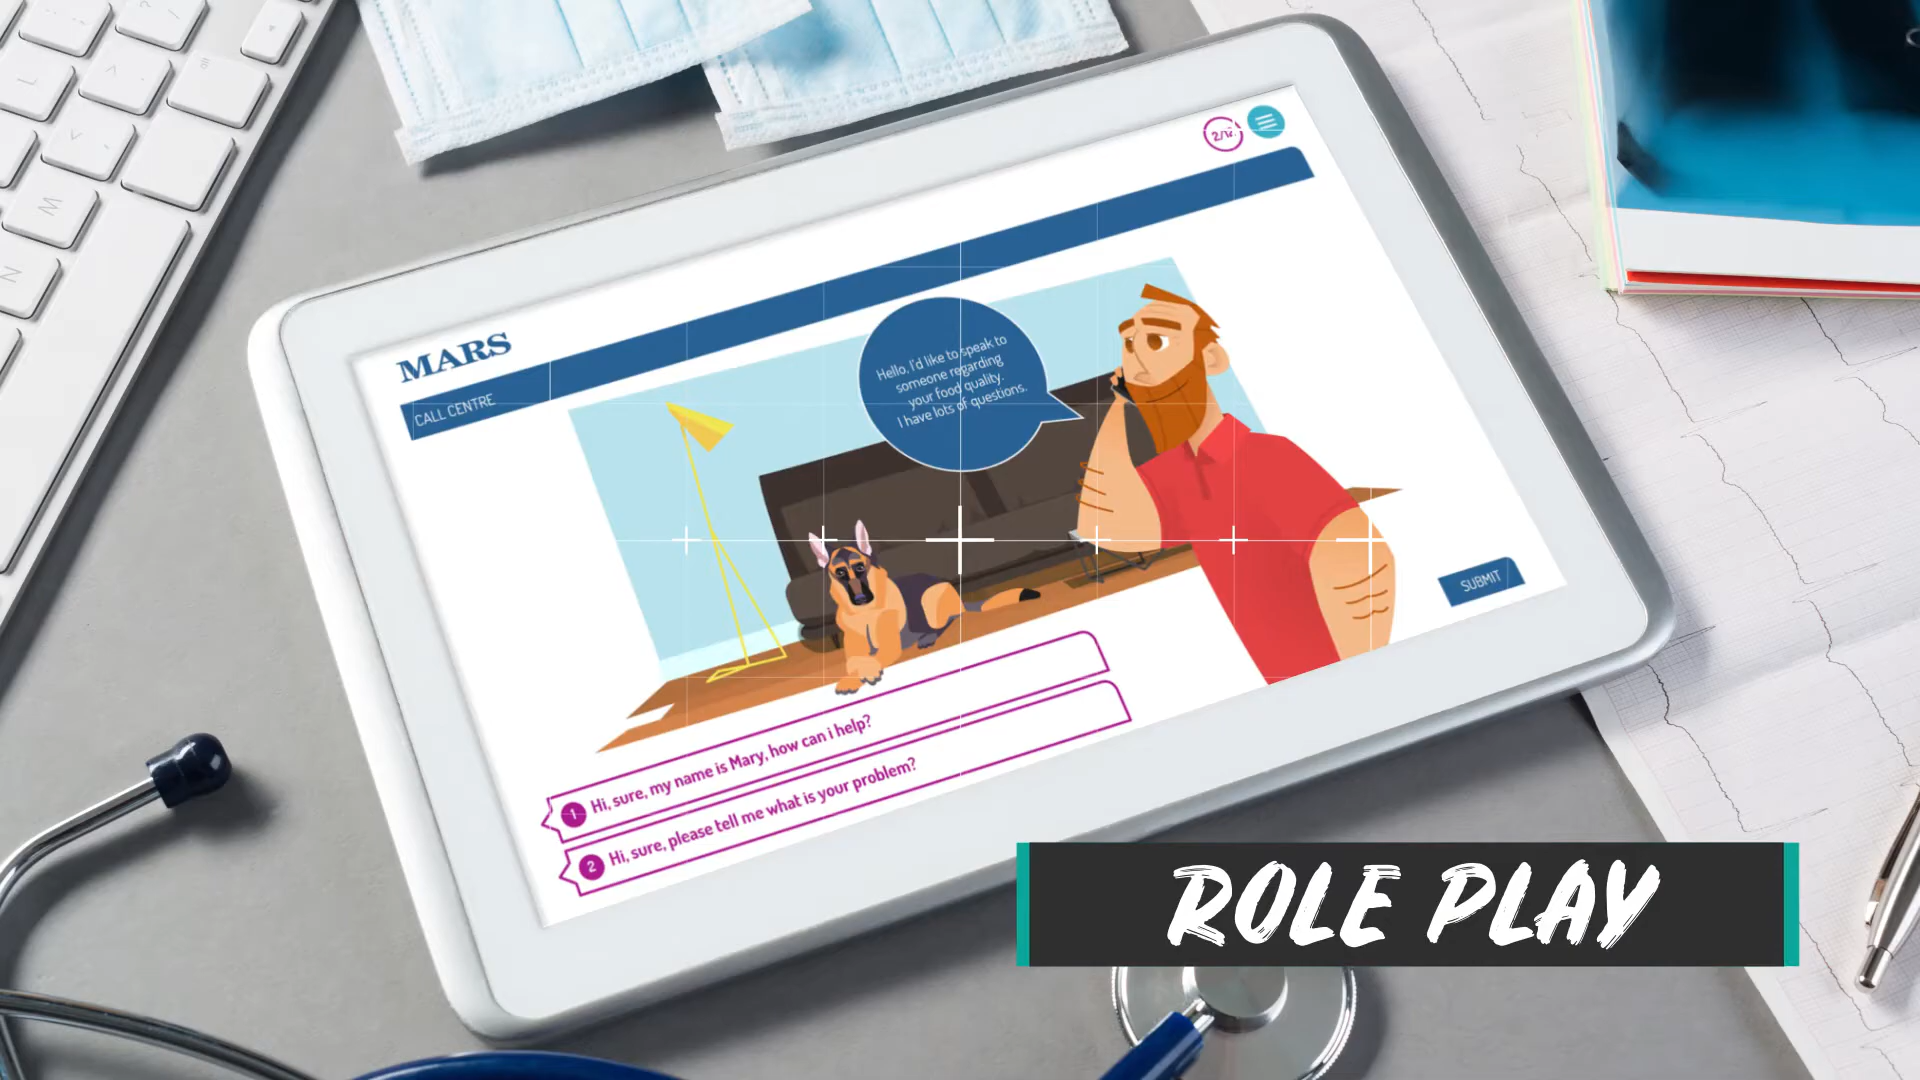 MARS
CALL CENTRE
Hello, I'd like to speak to
someone regarding
your food quality.
I have lots of questions.
1 Hi, sure, my name is Mary, how can i help?
2 Hi, sure, please tell me what is your problem?
SUBMIT
ROLE PLAY